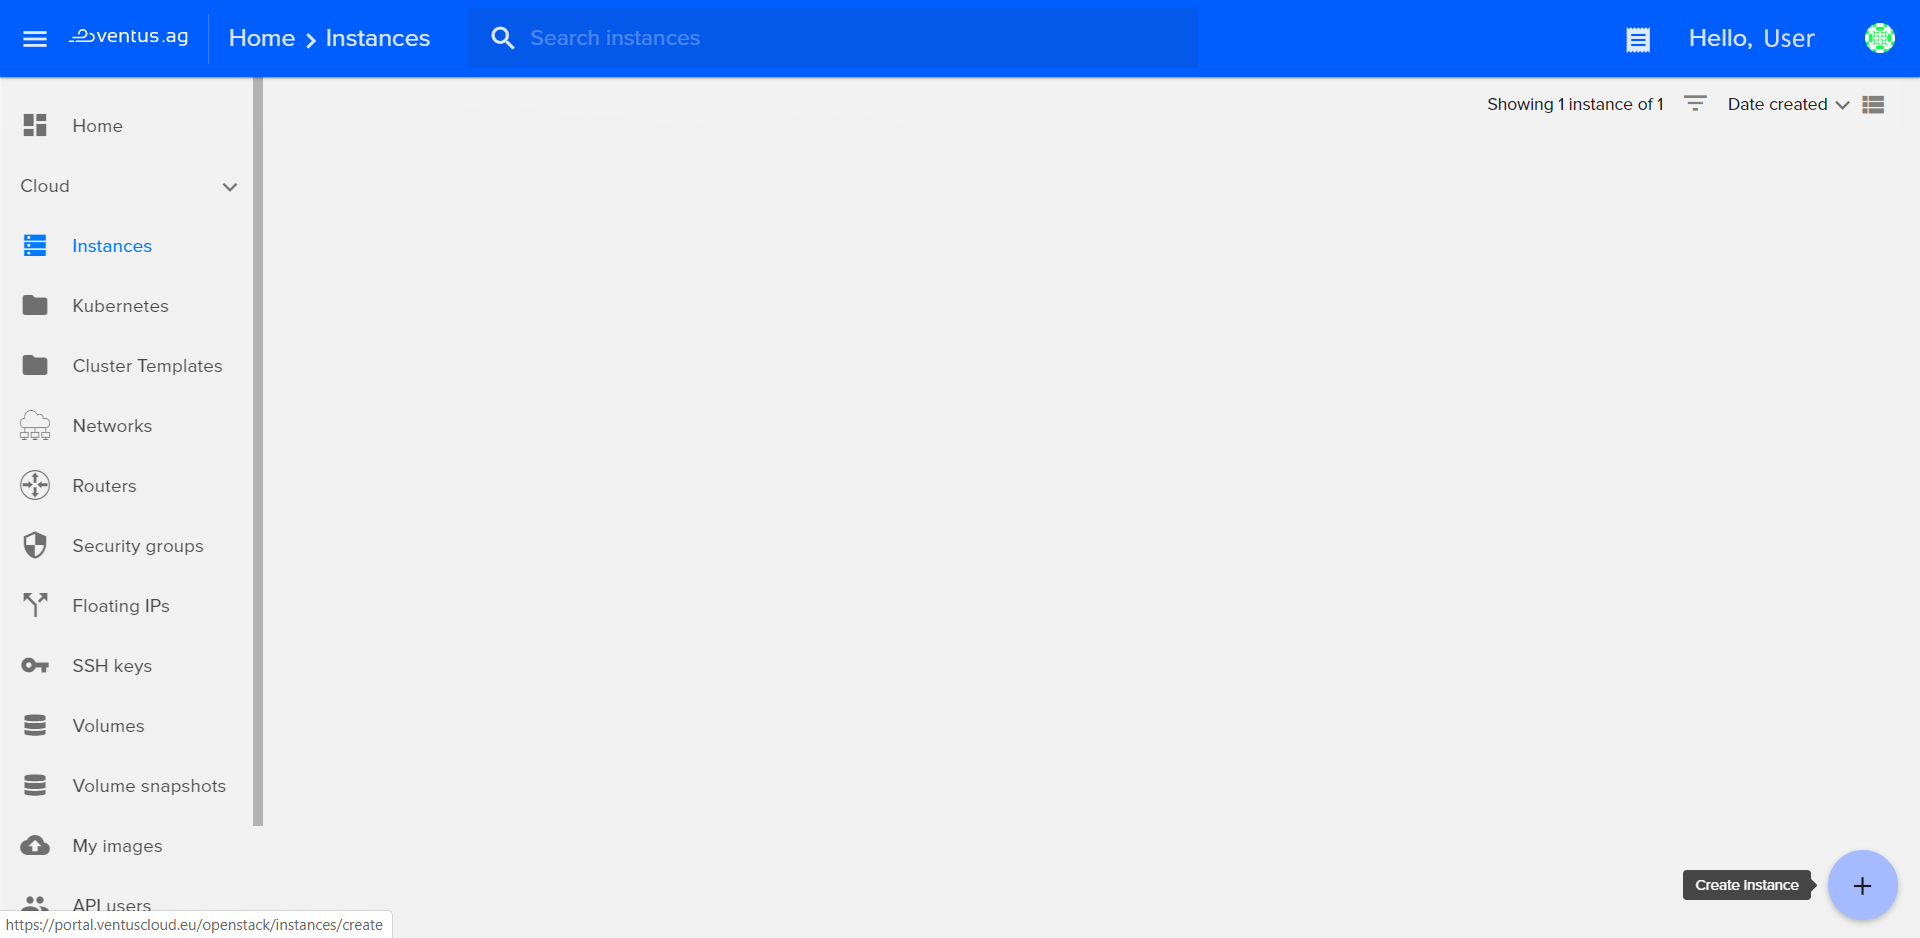 ventus.ag
Home > Instances
Search instances
Hello, User
Showing 1 instance of 1
Date created
Home
Cloud
Instances
Kubernetes
Cluster Templates
Networks
Routers
Security groups
Floating IPs
SSH keys
Volumes
Volume snapshots
My images
API users
Create instance
https://portal.ventuscloud.eu/openstack/instances/create